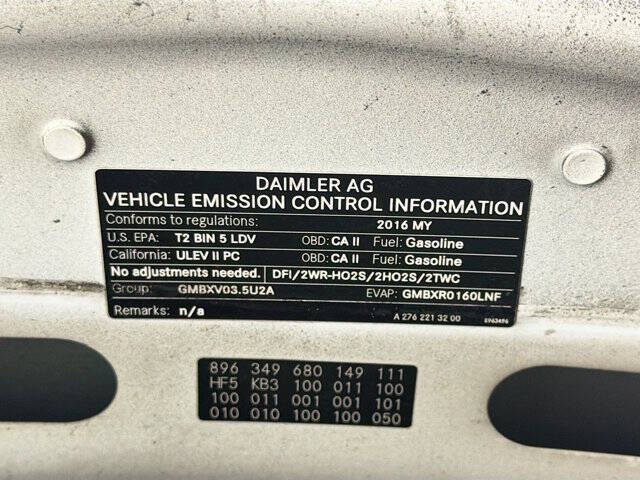 DAIMLER AG
VEHICLE EMISSION CONTROL INFORMATION
Conforms to regulations: 2016 MY
U.S. EPA: T2 BIN 5 LDV OBD: CA II Fuel: Gasoline
California: ULEV II PC OBD: CA II Fuel: Gasoline
No adjustments needed. DFI/2WR-HO2S/2HO2S/2TWC
Group: GMBXV03.5U2A EVAP: GMBXR0160LNF
Remarks: n/a A 276 221 32 00
896 349 680 149 111
HF5 KB3 100 011 100
100 011 001 001 101
010 010 100 100 050